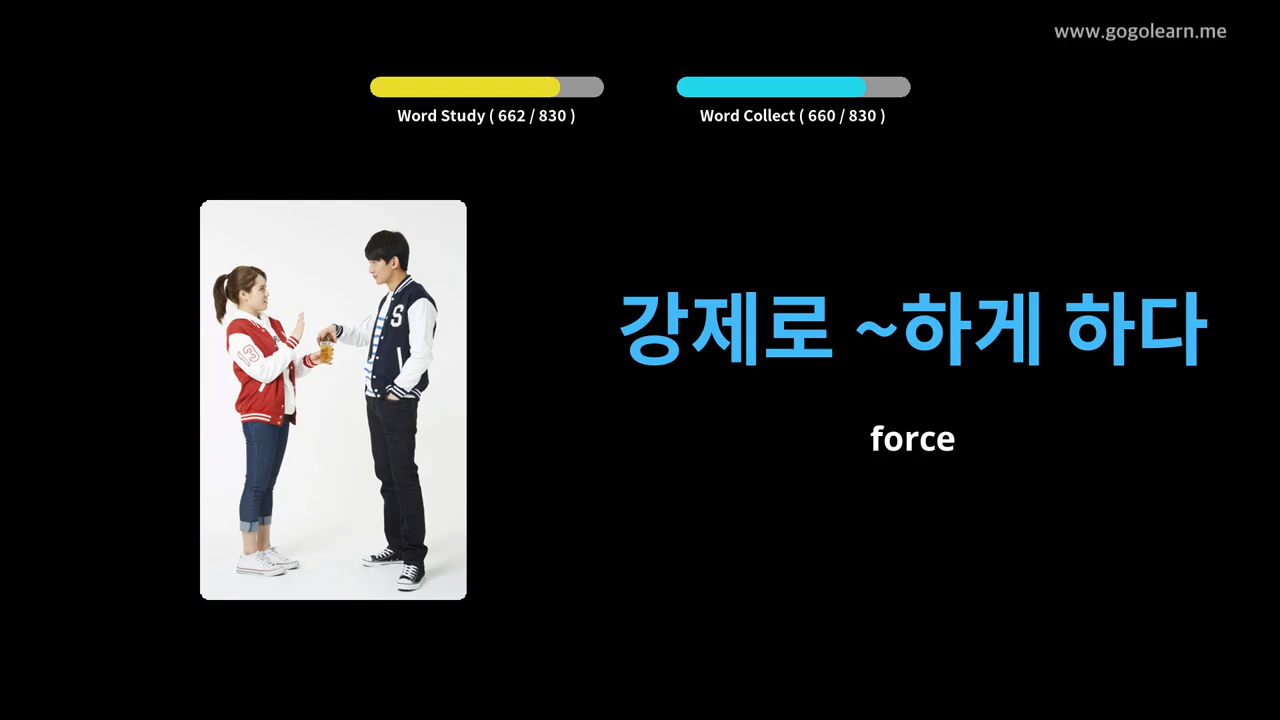 www.gogolearn.me
Word Study ( 662 / 830 )
Word Collect ( 660 / 830 )
13
S
강제로 ~하게 하다
force